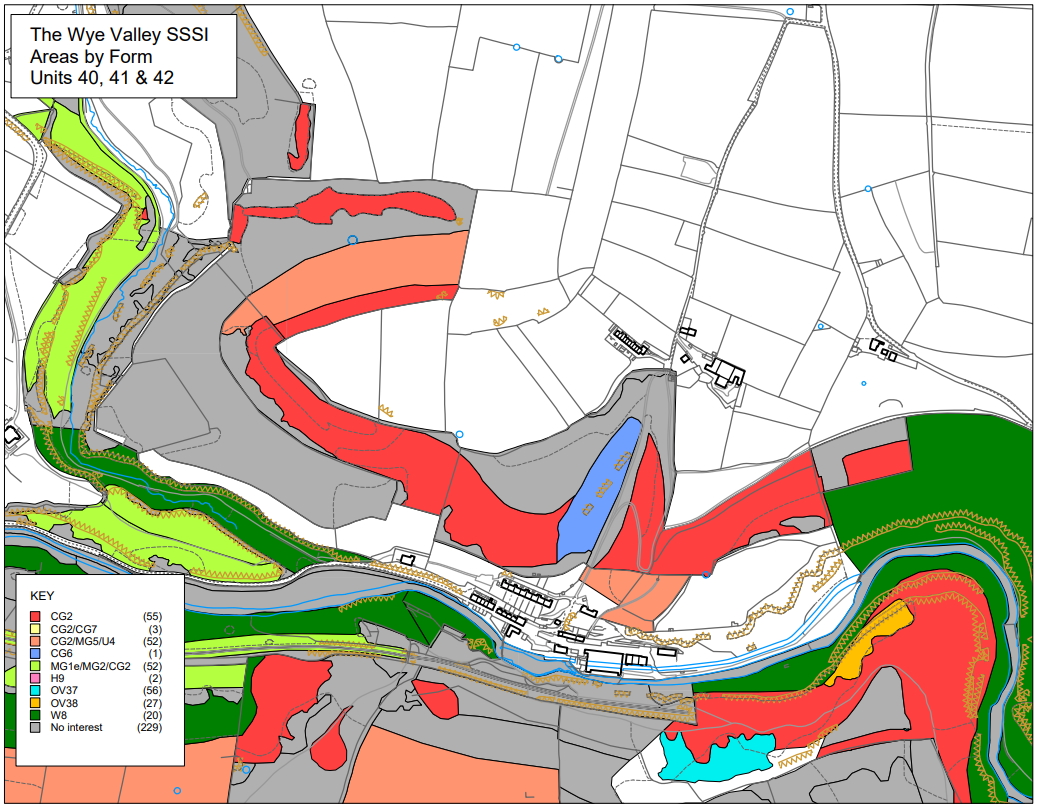 The Wye Valley SSSI
Areas by Form
Units 40, 41 & 42
KEY
CG2 (55)
CG2/CG7 (3)
CG2/MG5/U4 (52)
CG6 (1)
MG1e/MG2/CG2 (52)
H9 (2)
OV37 (56)
OV38 (27)
W8 (20)
No interest (229)